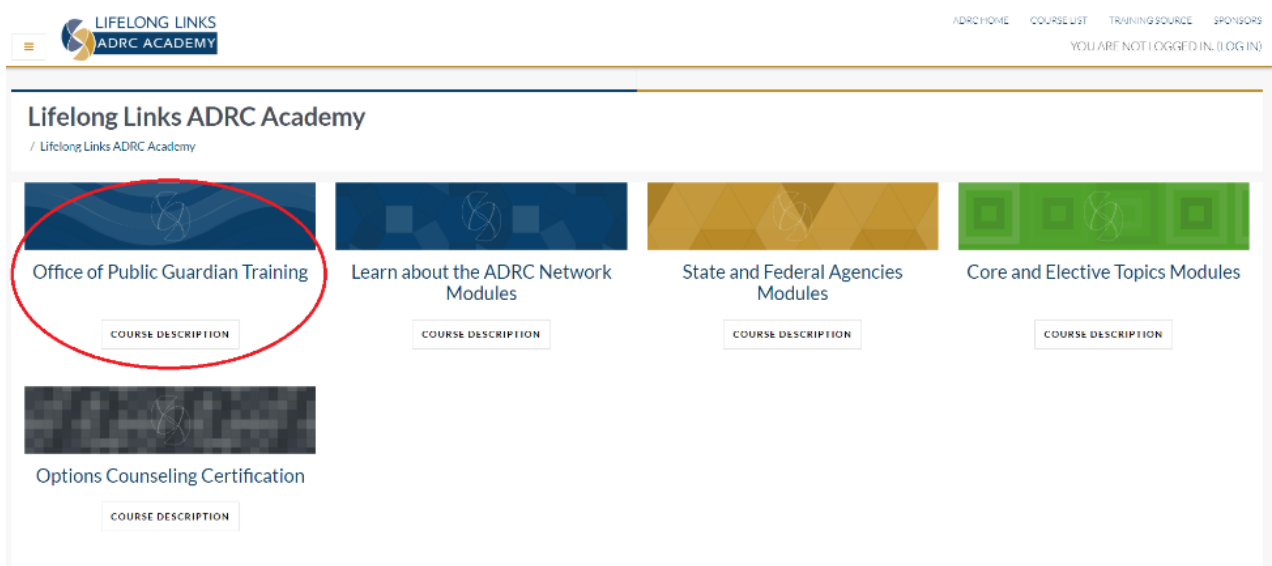 LIFELONG LINKS
ADRC ACADEMY
ADRC HOME COURSE LIST TRAINING SOURCE SPONSORS
YOU ARE NOT LOGGED IN. (LOG IN)
Lifelong Links ADRC Academy
/ Lifelong Links ADRC Academy
Office of Public Guardian Training
COURSE DESCRIPTION
Learn about the ADRC Network
Modules
COURSE DESCRIPTION
State and Federal Agencies
Modules
COURSE DESCRIPTION
Core and Elective Topics Modules
COURSE DESCRIPTION
Options Counseling Certification
COURSE DESCRIPTION